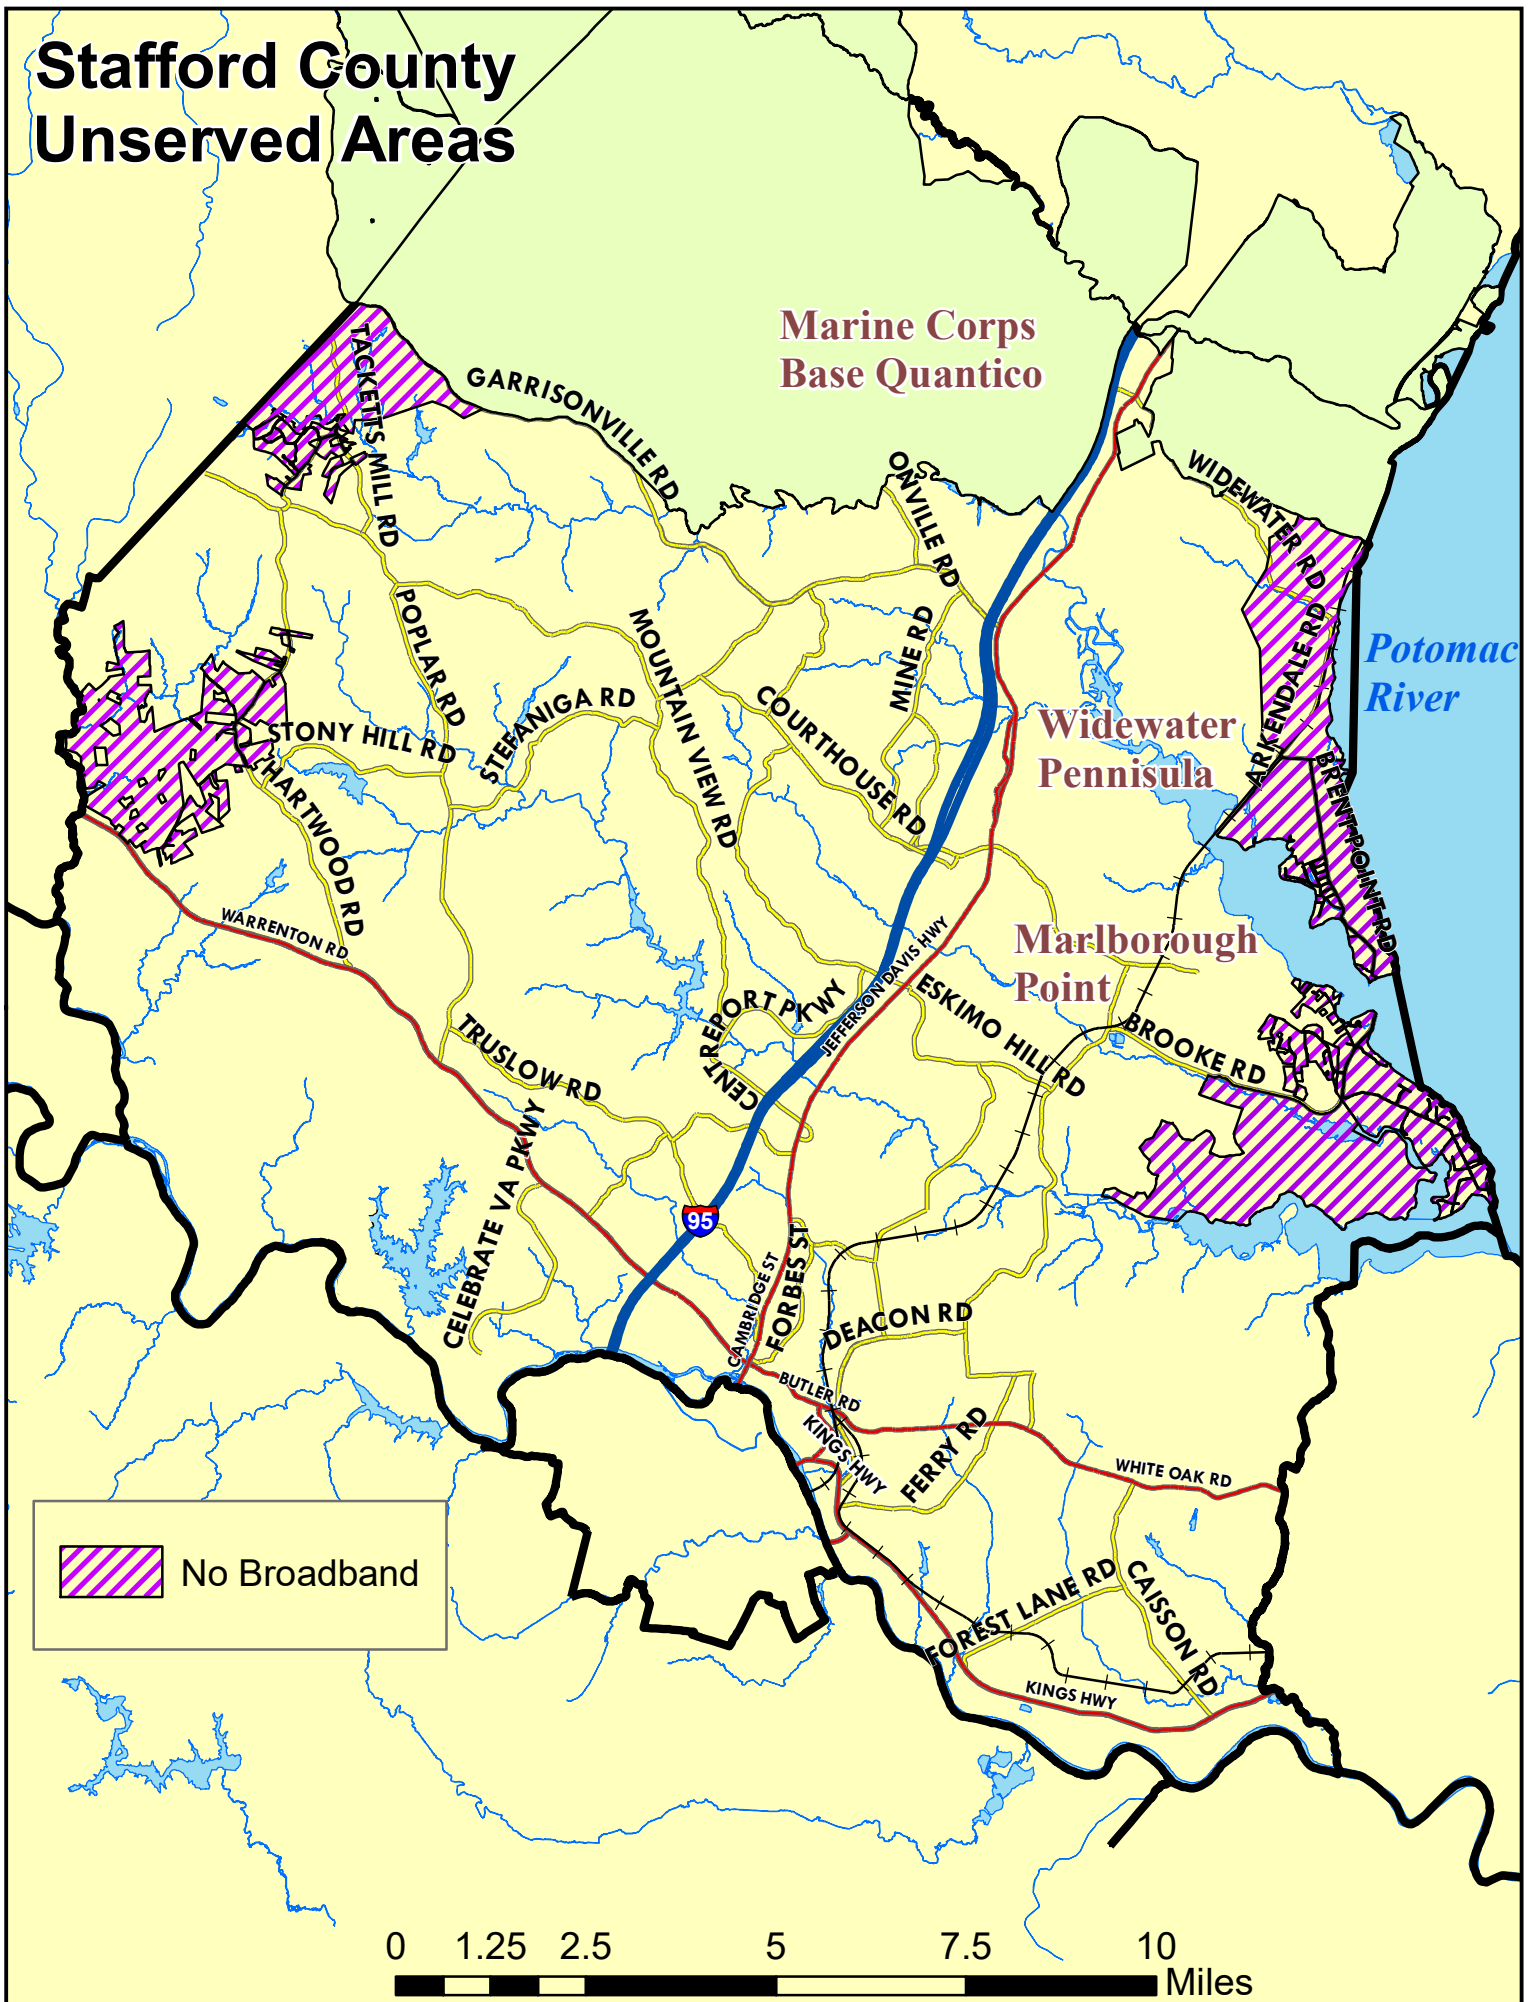 Stafford County
Unserved Areas
Marine Corps
Base Quantico
TACKETTS MILL RD
GARRISONVILLE RD
ONVILLE RD
WIDEWATER RD
POPLAR RD
MOUNTAIN VIEW RD
MINE RD
ARKENDALE RD
Potomac
River
STONY HILL RD
STEFANIGA RD
COURTHOUSE RD
Widewater
Pennisula
BRENT POINT RD
HARTWOOD RD
WARRENTON RD
JEFFERSON DAVIS HWY
Marlborough
Point
CENTREPORT PKWY
ESKIMO HILL RD
BROOKE RD
TRUSLOW RD
CELEBRATE VA PKWY
95
CAMBRIDGE ST
FORBES ST
DEACON RD
BUTLER RD
KINGS HWY
FERRY RD
WHITE OAK RD
No Broadband
FOREST LANE RD
CAISSON RD
KINGS HWY
0 1.25 2.5 5 7.5 10
Miles